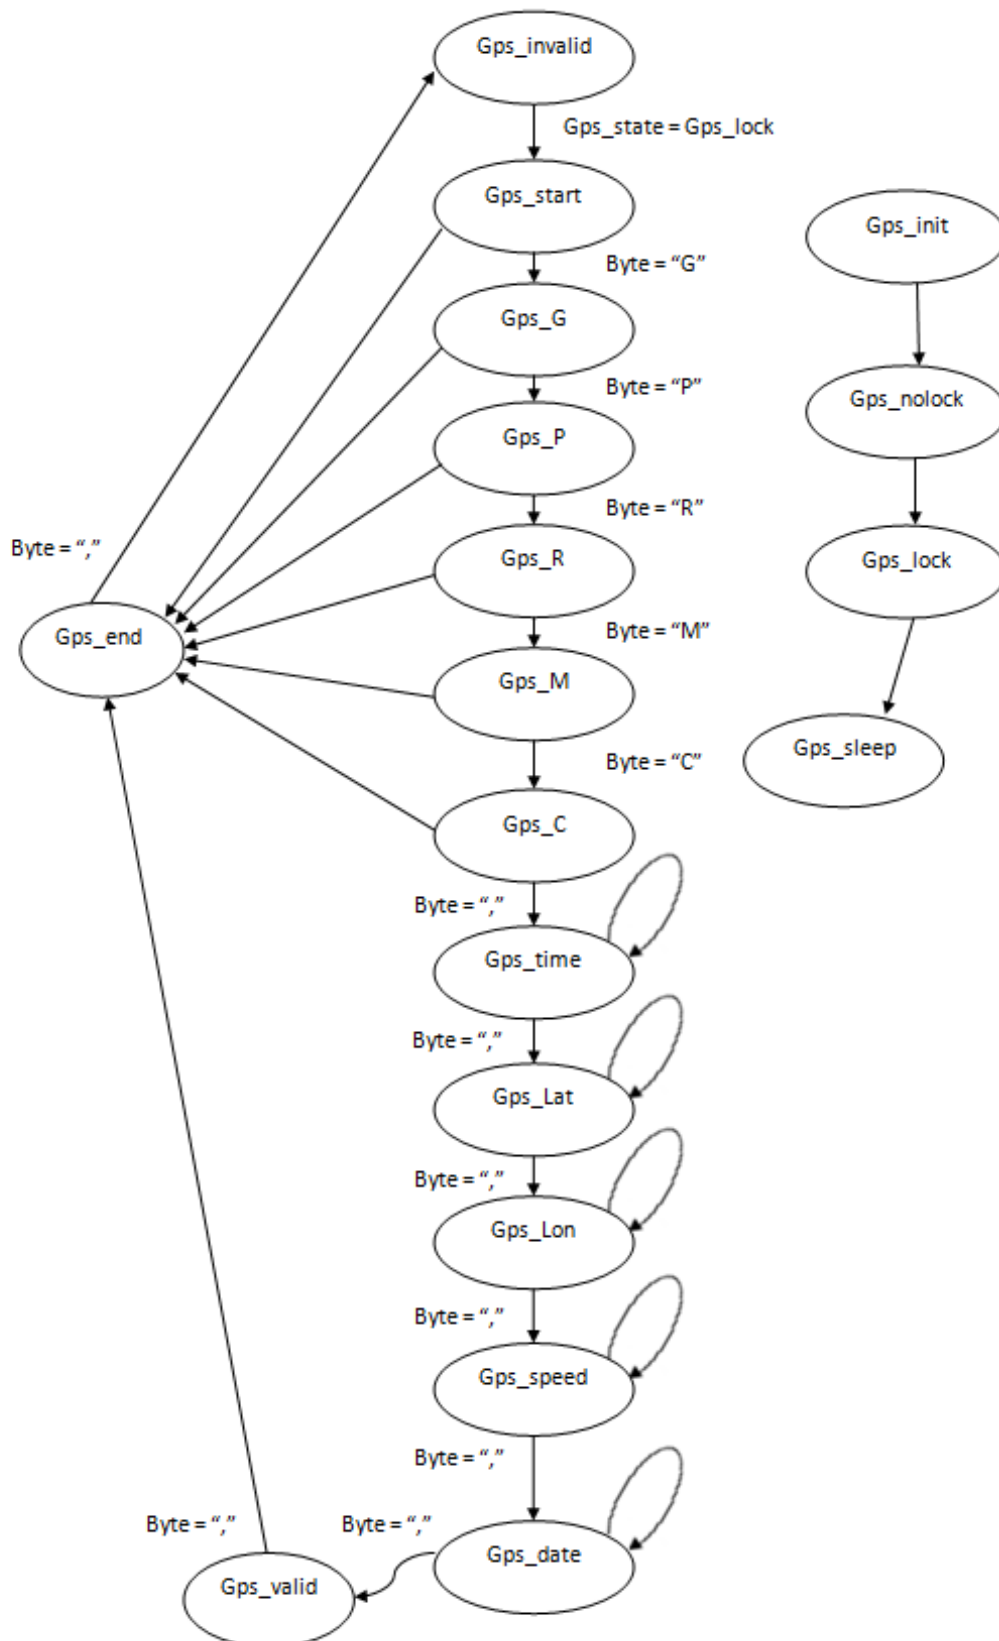 Gps_invalid
Gps_state = Gps_lock
Gps_start
Gps_init
Byte = “G”
Gps_G
Byte = “P”
Gps_nolock
Gps_P
Byte = “R”
Byte = “,”
Gps_R
Gps_lock
Byte = “M”
Gps_end
Gps_M
Gps_sleep
Byte = “C”
Gps_C
Byte = “,”
Gps_time
Byte = “,”
Gps_Lat
Byte = “,”
Gps_Lon
Byte = “,”
Gps_speed
Byte = “,”
Byte = “,”
Byte = “,”
Gps_date
Gps_valid